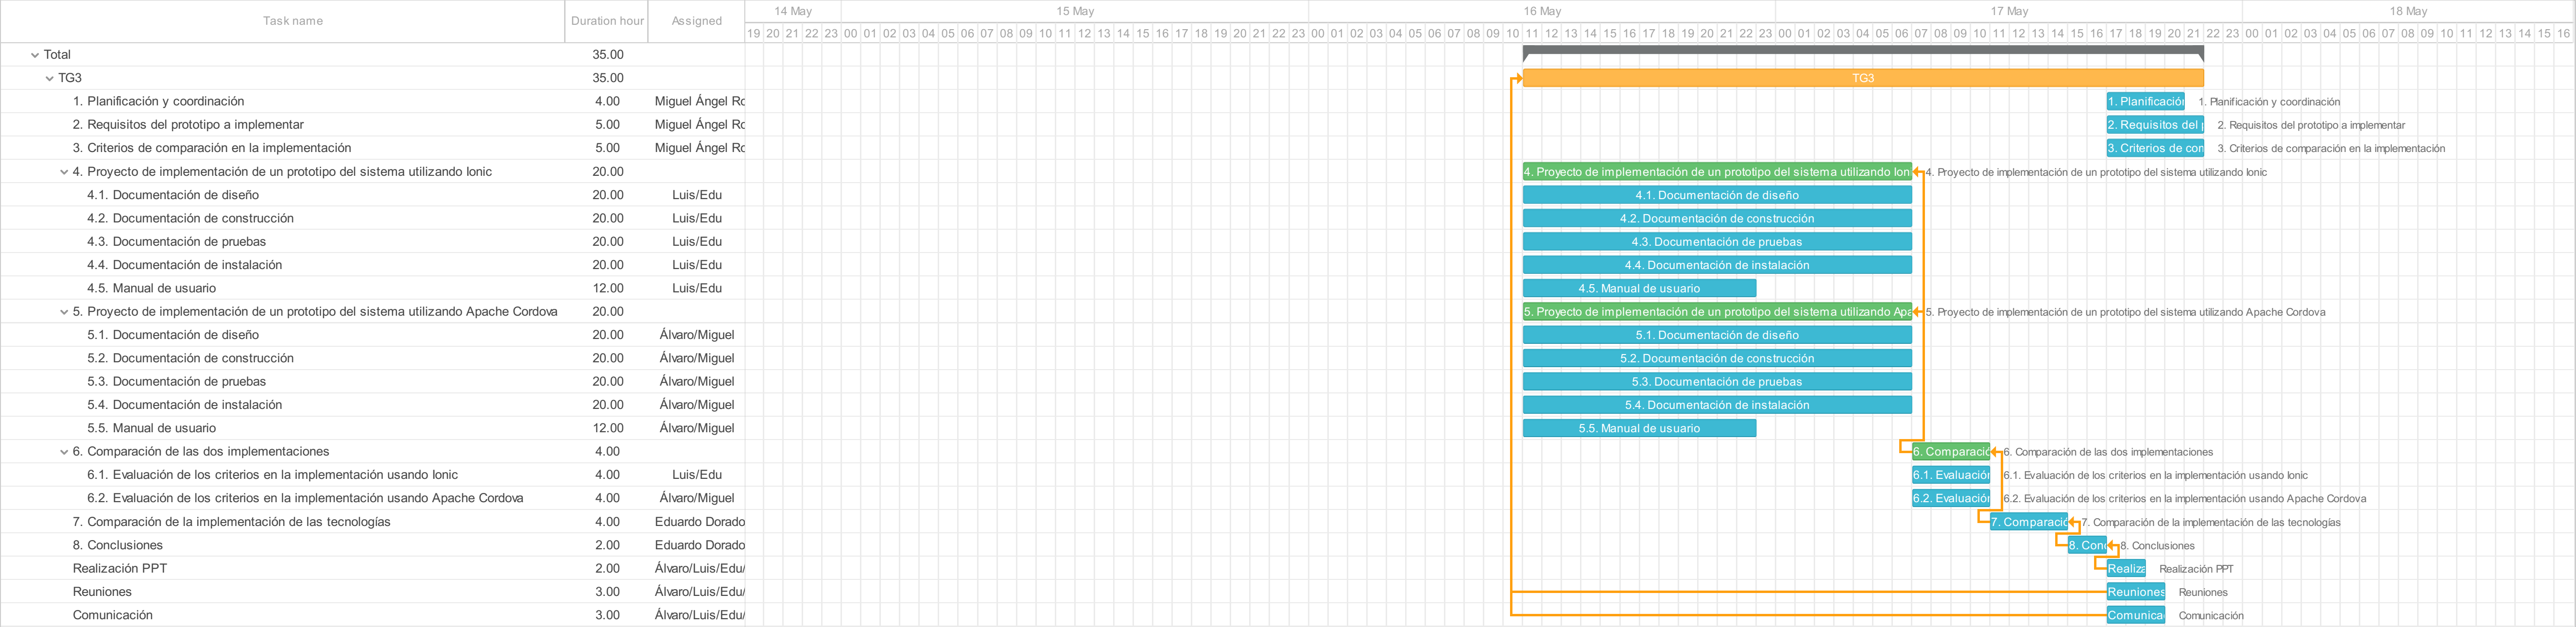 Task name Duration hour Assigned 14 May 15 May 16 May 17 May 18 May
19 20 21 22 23 00 01 02 03 04 05 06 07 08 09 10 11 12 13 14 15 16 17 18 19 20 21 22 23 00 01 02 03 04 05 06 07 08 09 10 11 12 13 14 15 16 17 18 19 20 21 22 23 00 01 02 03 04 05 06 07 08 09 10 11 12 13 14 15 16 17 18 19 20 21 22 23 00 01 02 03 04 05 06 07 08 09 10 11 12 13 14 15 16
Total 35.00
TG3 35.00 TG3
1. Planificación y coordinación 4.00 Miguel Ángel Ro 1. Planificación 1. Planificación y coordinación
2. Requisitos del prototipo a implementar 5.00 Miguel Ángel Ro 2. Requisitos del p 2. Requisitos del prototipo a implementar
3. Criterios de comparación en la implementación 5.00 Miguel Ángel Ro 3. Criterios de com 3. Criterios de comparación en la implementación
4. Proyecto de implementación de un prototipo del sistema utilizando Ionic 20.00 4. Proyecto de implementación de un prototipo del sistema utilizando Ion 4. Proyecto de implementación de un prototipo del sistema utilizando Ionic
4.1. Documentación de diseño 20.00 Luis/Edu 4.1. Documentación de diseño
4.2. Documentación de construcción 20.00 Luis/Edu 4.2. Documentación de construcción
4.3. Documentación de pruebas 20.00 Luis/Edu 4.3. Documentación de pruebas
4.4. Documentación de instalación 20.00 Luis/Edu 4.4. Documentación de instalación
4.5. Manual de usuario 12.00 Luis/Edu 4.5. Manual de usuario
5. Proyecto de implementación de un prototipo del sistema utilizando Apache Cordova 20.00 5. Proyecto de implementación de un prototipo del sistema utilizando Apa 5. Proyecto de implementación de un prototipo del sistema utilizando Apache Cordova
5.1. Documentación de diseño 20.00 Álvaro/Miguel 5.1. Documentación de diseño
5.2. Documentación de construcción 20.00 Álvaro/Miguel 5.2. Documentación de construcción
5.3. Documentación de pruebas 20.00 Álvaro/Miguel 5.3. Documentación de pruebas
5.4. Documentación de instalación 20.00 Álvaro/Miguel 5.4. Documentación de instalación
5.5. Manual de usuario 12.00 Álvaro/Miguel 5.5. Manual de usuario
6. Comparación de las dos implementaciones 4.00 6. Comparació 6. Comparación de las dos implementaciones
6.1. Evaluación de los criterios en la implementación usando Ionic 4.00 Luis/Edu 6.1. Evaluación 6.1. Evaluación de los criterios en la implementación usando Ionic
6.2. Evaluación de los criterios en la implementación usando Apache Cordova 4.00 Álvaro/Miguel 6.2. Evaluación 6.2. Evaluación de los criterios en la implementación usando Apache Cordova
7. Comparación de la implementación de las tecnologías 4.00 Eduardo Dorado 7. Comparació 7. Comparación de la implementación de las tecnologías
8. Conclusiones 2.00 Eduardo Dorado 8. Conc 8. Conclusiones
Realización PPT 2.00 Álvaro/Luis/Edu/ Realiza Realización PPT
Reuniones 3.00 Álvaro/Luis/Edu/ Reuniones Reuniones
Comunicación 3.00 Álvaro/Luis/Edu/ Comunica Comunicación